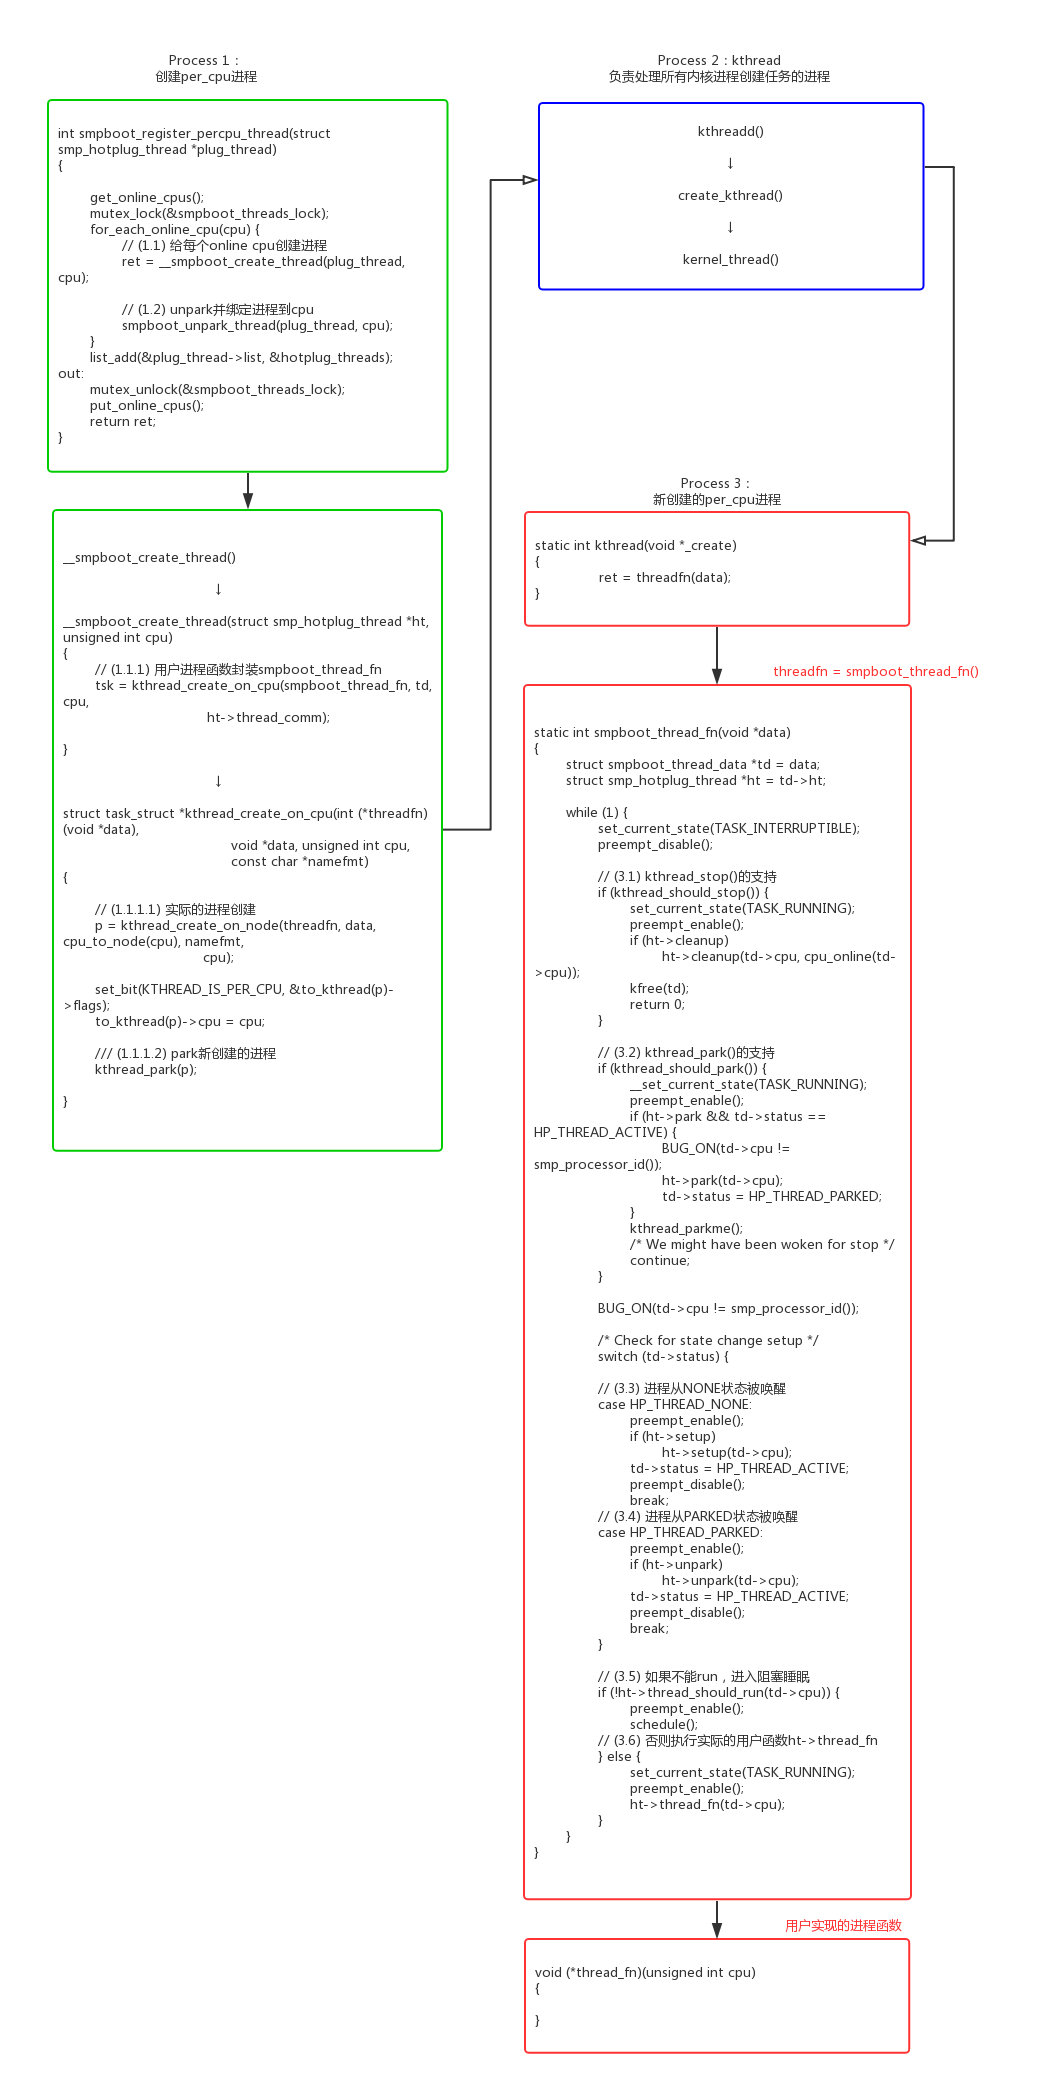 Process 1：
创建per_cpu进程
int smpboot_register_percpu_thread(struct
smp_hotplug_thread *plug_thread)
{
get_online_cpus();
mutex_lock(&smpboot_threads_lock);
for_each_online_cpu(cpu) {
// (1.1) 给每个online cpu创建进程
ret = __smpboot_create_thread(plug_thread,
cpu);
// (1.2) unpark并绑定进程到cpu
smpboot_unpark_thread(plug_thread, cpu);
}
list_add(&plug_thread->list, &hotplug_threads);
out:
mutex_unlock(&smpboot_threads_lock);
put_online_cpus();
return ret;
}
__smpboot_create_thread()
↓
__smpboot_create_thread(struct smp_hotplug_thread *ht,
unsigned int cpu)
{
// (1.1.1) 用户进程函数封装smpboot_thread_fn
tsk = kthread_create_on_cpu(smpboot_thread_fn, td,
cpu,
ht->thread_comm);
}
↓
struct task_struct *kthread_create_on_cpu(int (*threadfn)
(void *data),
void *data, unsigned int cpu,
const char *namefmt)
{
// (1.1.1.1) 实际的进程创建
p = kthread_create_on_node(threadfn, data,
cpu_to_node(cpu), namefmt,
cpu);
set_bit(KTHREAD_IS_PER_CPU, &to_kthread(p)-
>flags);
to_kthread(p)->cpu = cpu;
/// (1.1.1.2) park新创建的进程
kthread_park(p);
}
Process 2：kthread
负责处理所有内核进程创建任务的进程
kthreadd()
↓
create_kthread()
↓
kernel_thread()
Process 3：
新创建的per_cpu进程
static int kthread(void *_create)
{
ret = threadfn(data);
}
threadfn = smpboot_thread_fn()
static int smpboot_thread_fn(void *data)
{
struct smpboot_thread_data *td = data;
struct smp_hotplug_thread *ht = td->ht;
while (1) {
set_current_state(TASK_INTERRUPTIBLE);
preempt_disable();
// (3.1) kthread_stop()的支持
if (kthread_should_stop()) {
set_current_state(TASK_RUNNING);
preempt_enable();
if (ht->cleanup)
ht->cleanup(td->cpu, cpu_online(td-
>cpu));
kfree(td);
return 0;
}
// (3.2) kthread_park()的支持
if (kthread_should_park()) {
__set_current_state(TASK_RUNNING);
preempt_enable();
if (ht->park && td->status ==
HP_THREAD_ACTIVE) {
BUG_ON(td->cpu !=
smp_processor_id());
ht->park(td->cpu);
td->status = HP_THREAD_PARKED;
}
kthread_parkme();
/* We might have been woken for stop */
continue;
}
BUG_ON(td->cpu != smp_processor_id());
/* Check for state change setup */
switch (td->status) {
// (3.3) 进程从NONE状态被唤醒
case HP_THREAD_NONE:
preempt_enable();
if (ht->setup)
ht->setup(td->cpu);
td->status = HP_THREAD_ACTIVE;
preempt_disable();
break;
// (3.4) 进程从PARKED状态被唤醒
case HP_THREAD_PARKED:
preempt_enable();
if (ht->unpark)
ht->unpark(td->cpu);
td->status = HP_THREAD_ACTIVE;
preempt_disable();
break;
}
// (3.5) 如果不能run，进入阻塞睡眠
if (!ht->thread_should_run(td->cpu)) {
preempt_enable();
schedule();
// (3.6) 否则执行实际的用户函数ht->thread_fn
} else {
set_current_state(TASK_RUNNING);
preempt_enable();
ht->thread_fn(td->cpu);
}
}
}
用户实现的进程函数
void (*thread_fn)(unsigned int cpu)
{
}